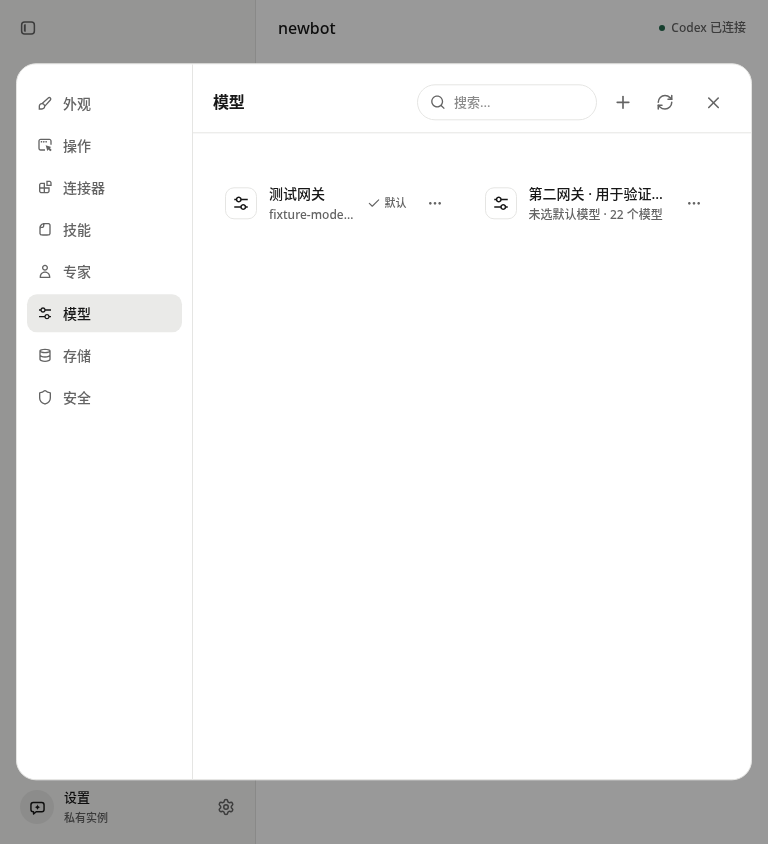 newbot
Codex 已连接
外观
操作
连接器
技能
专家
模型
存储
安全
模型
搜索...
测试网关
fixture-mode...
默认
第二网关 · 用于验证...
未选默认模型 · 22 个模型
设置
私有实例